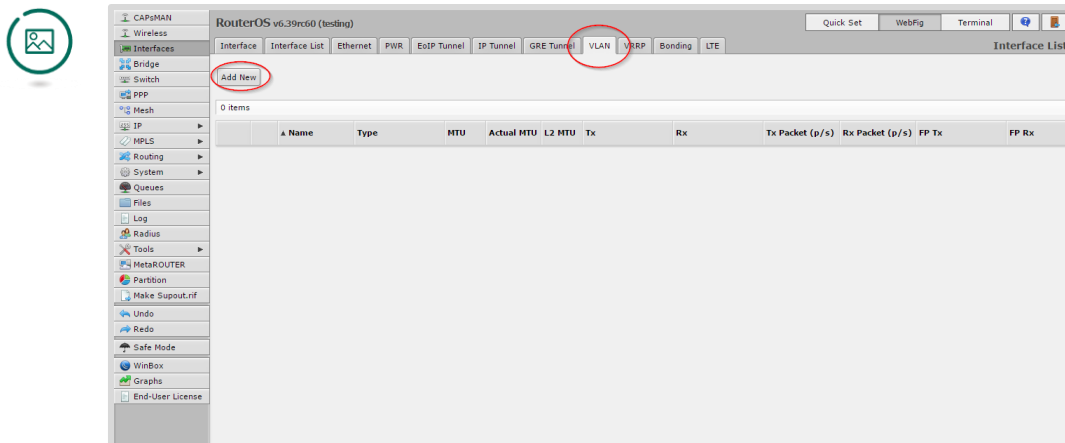 CAPsMAN
Wireless
Interfaces
Bridge
Switch
PPP
Mesh
IP
MPLS
Routing
System
Queues
Files
Log
Radius
Tools
MetaROUTER
Partition
Make Supout.rif
Undo
Redo
Safe Mode
WinBox
Graphs
End-User License
RouterOS v6.39rc60 (testing)
Quick Set WebFig Terminal
Interface Interface List Ethernet PWR EoIP Tunnel IP Tunnel GRE Tunnel VLAN VRRP Bonding LTE Interface List
Add New
0 items
▲ Name Type MTU Actual MTU L2 MTU Tx Rx Tx Packet (p/s) Rx Packet (p/s) FP Tx FP Rx